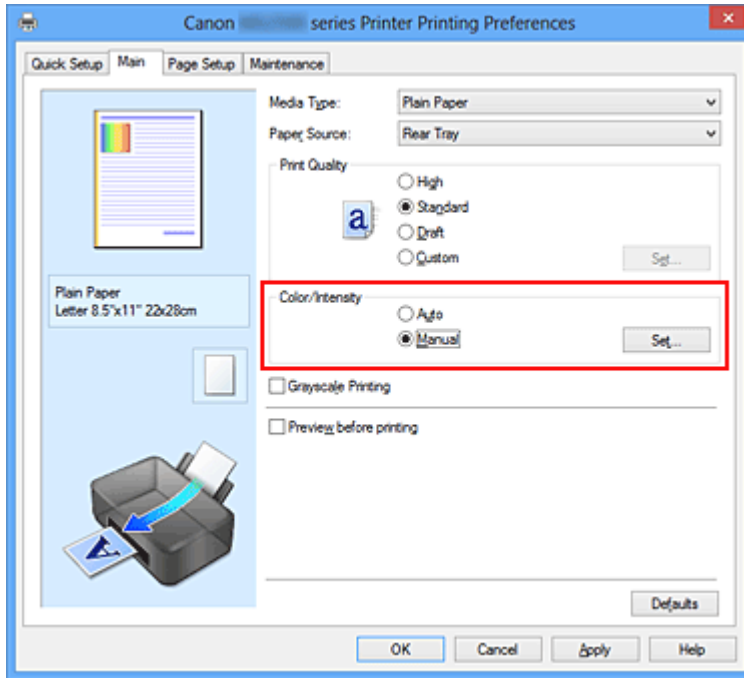 Canon series Printer Printing Preferences
Quick Setup Main Page Setup Maintenance
Media Type: Plain Paper
Paper Source: Rear Tray
Print Quality
High
Standard
Draft
Custom Set...
a
Plain Paper
Letter 8.5"x11" 22x28cm
Color/Intensity
Auto
Manual Set...
Grayscale Printing
Preview before printing
A
Defaults
OK Cancel Apply Help